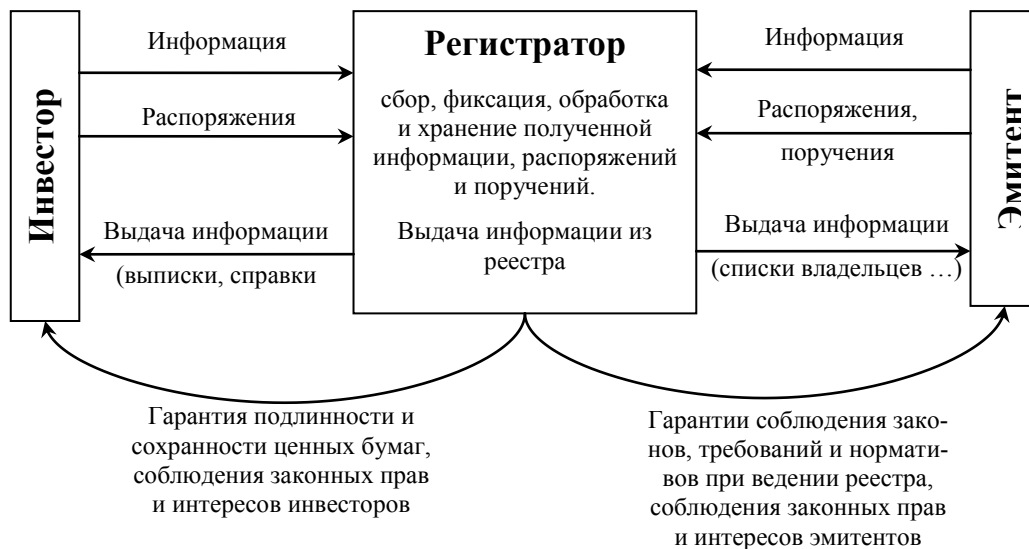 Инвестор
Информация
Распоряжения
Выдача информации
(выписки, справки
Регистратор
сбор, фиксация, обработка
и хранение полученной
информации, распоряжений
и поручений.
Выдача информации из
реестра
Информация
Распоряжения,
поручения
Выдача информации
(списки владельцев …)
Эмитент
Гарантия подлинности и
сохранности ценных бумаг,
соблюдения законных прав
и интересов инвесторов
Гарантии соблюдения зако-
нов, требований и нормати-
вов при ведении реестра,
соблюдения законных прав
и интересов эмитентов